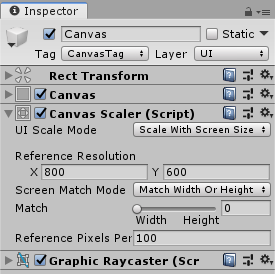 Inspector
Canvas Static
Tag CanvasTag Layer UI
Rect Transform
Canvas
Canvas Scaler (Script)
UI Scale Mode Scale With Screen Size
Reference Resolution
X 800 Y 600
Screen Match Mode Match Width Or Height
Match 0
Width Height
Reference Pixels Per 100
Graphic Raycaster (Scr